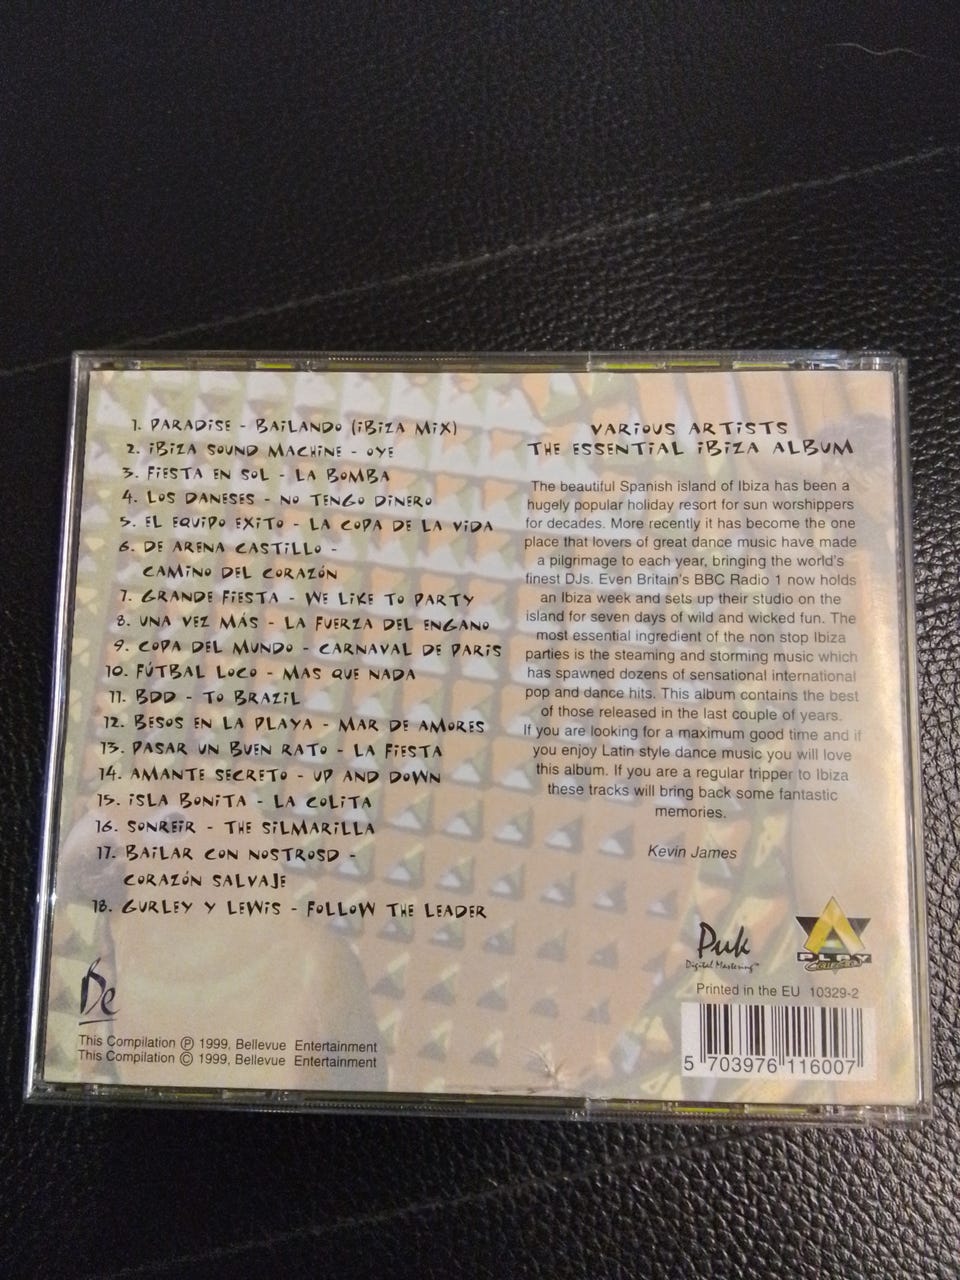 1. PARADISE - BAILANDO (IBIZA MIX)
2. IBIZA SOUND MACHINE - OYE
3. FIESTA EN SOL - LA BOMBA
4. LOS DANESES - NO TENGO DINERO
5. EL EQUIPO EXITO - LA COPA DE LA VIDA
6. DE ARENA CASTILLO -
CAMINO DEL CORAZÓN
7. GRANDE FIESTA - WE LIKE TO PARTY
8. UNA VEZ MÁS - LA FUERZA DEL ENGANO
9. COPA DEL MUNDO - CARNAVAL DE PARIS
10. FÚTBAL LOCO - MAS QUE NADA
11. BDD - TO BRAZIL
12. BESOS EN LA PLAYA - MAR DE AMORES
13. PASAR UN BUEN RATO - LA FIESTA
14. AMANTE SECRETO - UP AND DOWN
15. ISLA BONITA - LA COLITA
16. SONREIR - THE SILMARILLA
17. BAILAR CON NOSTROSD -
CORAZÓN SALVAJE
18. GURLEY Y LEWIS - FOLLOW THE LEADER
Be
This Compilation Ⓟ 1999, Bellevue Entertainment
This Compilation © 1999, Bellevue Entertainment
VARIOUS ARTISTS
THE ESSENTIAL IBIZA ALBUM
The beautiful Spanish island of Ibiza has been a
hugely popular holiday resort for sun worshippers
for decades. More recently it has become the one
place that lovers of great dance music have made
a pilgrimage to each year, bringing the world's
finest DJs. Even Britain's BBC Radio 1 now holds
an Ibiza week and sets up their studio on the
island for seven days of wild and wicked fun. The
most essential ingredient of the non stop Ibiza
parties is the steaming and storming music which
has spawned dozens of sensational international
pop and dance hits. This album contains the best
of those released in the last couple of years.
If you are looking for a maximum good time and if
you enjoy Latin style dance music you will love
this album. If you are a regular tripper to Ibiza
these tracks will bring back some fantastic
memories.
Kevin James
Puk
Digital Mastering™
PLAY
Printed in the EU 10329-2
5 703976 116007